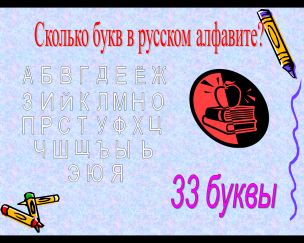 Сколько букв в русском алфавите?
А Б В Г Д Е Ё Ж
З И Й К Л М Н О
П Р С Т У Ф Х Ц
Ч Ш Щ Ъ Ы Ь
Э Ю Я
33 буквы